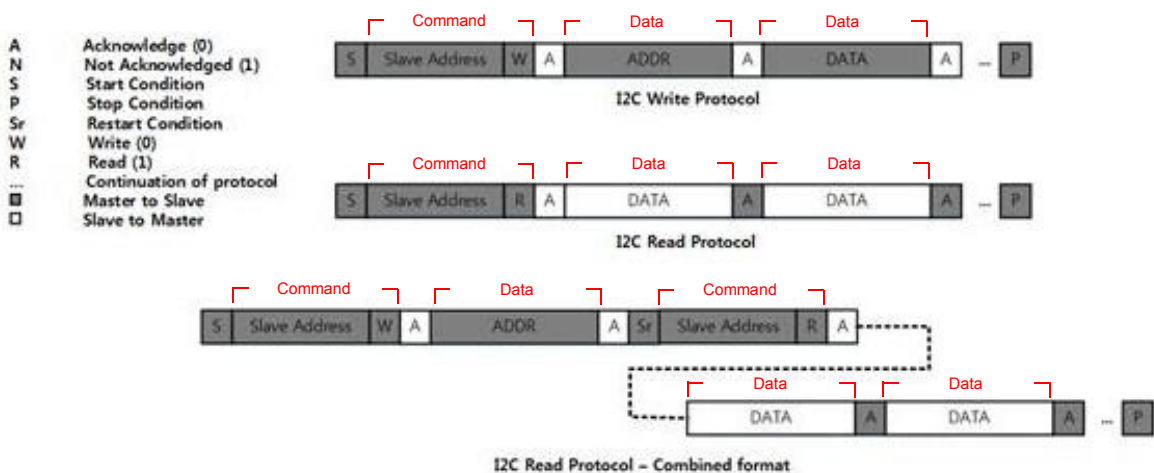 A Acknowledge (0)
N Not Acknowledged (1)
S Start Condition
P Stop Condition
Sr Restart Condition
W Write (0)
R Read (1)
... Continuation of protocol
Master to Slave
Slave to Master
Command Data Data
S Slave Address W A ADDR A DATA A ... P
I2C Write Protocol
Command Data Data
S Slave Address R A DATA A DATA A ... P
I2C Read Protocol
Command Data Command
S Slave Address W A ADDR A Sr Slave Address R A
Data Data
DATA A DATA A ... P
I2C Read Protocol – Combined format